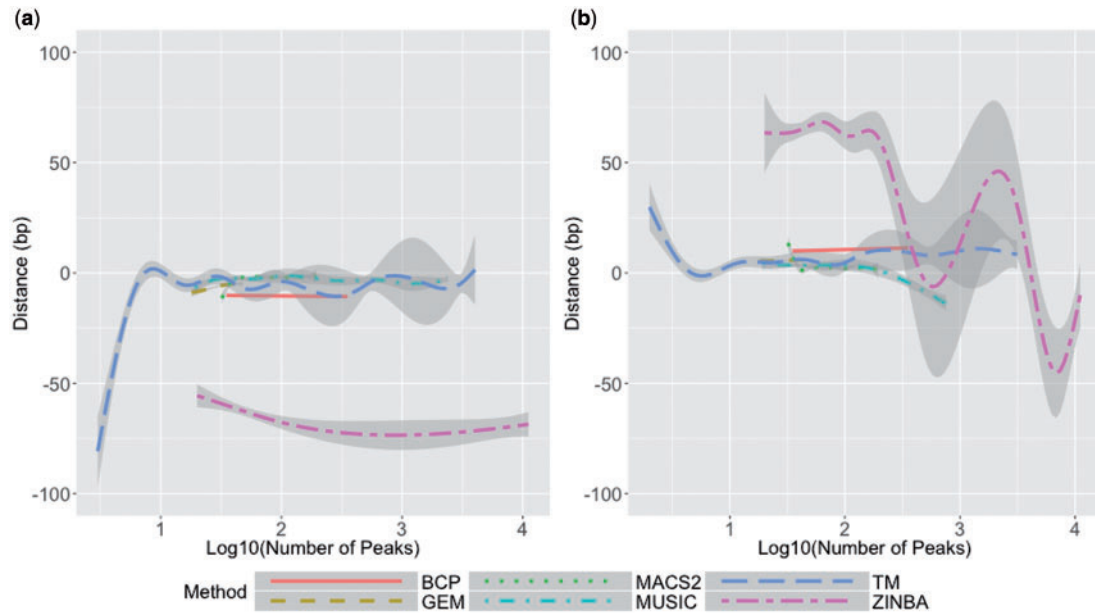 (a)
(b)
100
50
0
-50
-100
Distance (bp)
1
2
3
4
Log10(Number of Peaks)
100
50
0
-50
-100
Distance (bp)
1
2
3
4
Log10(Number of Peaks)
Method
BCP
MACS2
TM
GEM
MUSIC
ZINBA